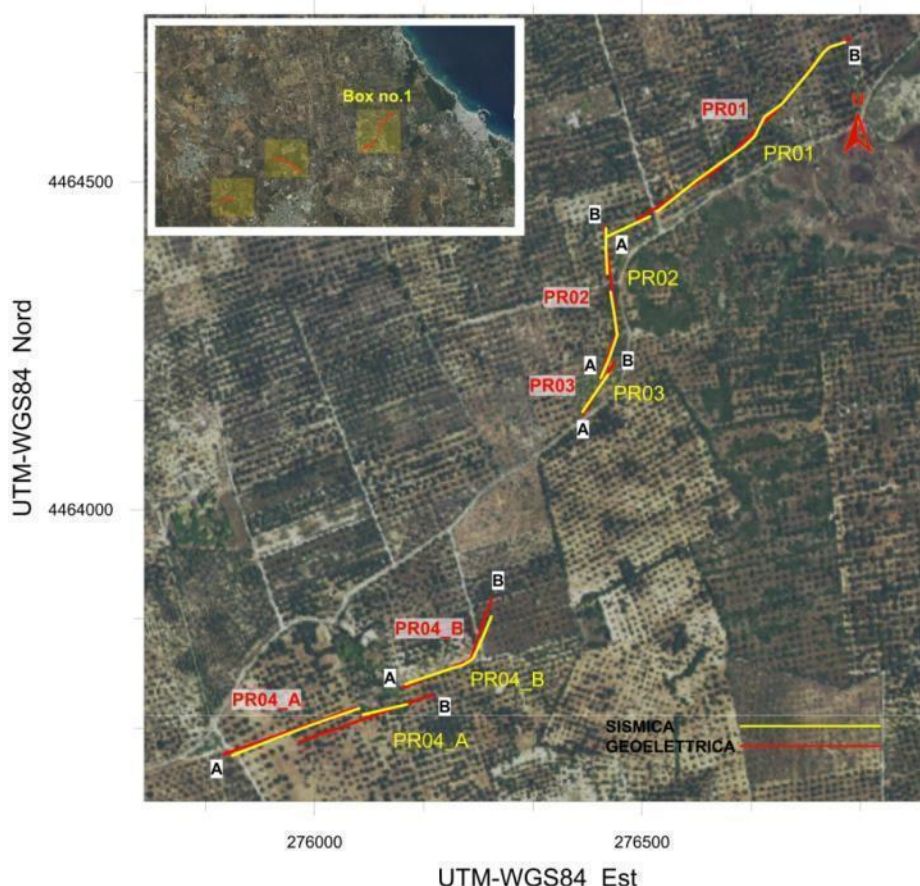 Box no.1
B
PR01
N
PR01
4464500
B
A
PR02
PR02
A
B
PR03
PR03
A
4464000
B
PR04_B
A
PR04_B
PR04_A
B
PR04_A
A
SISMICA
GEOELETTRICA
276000
276500
UTM-WGS84 Est
UTM-WGS84 Nord